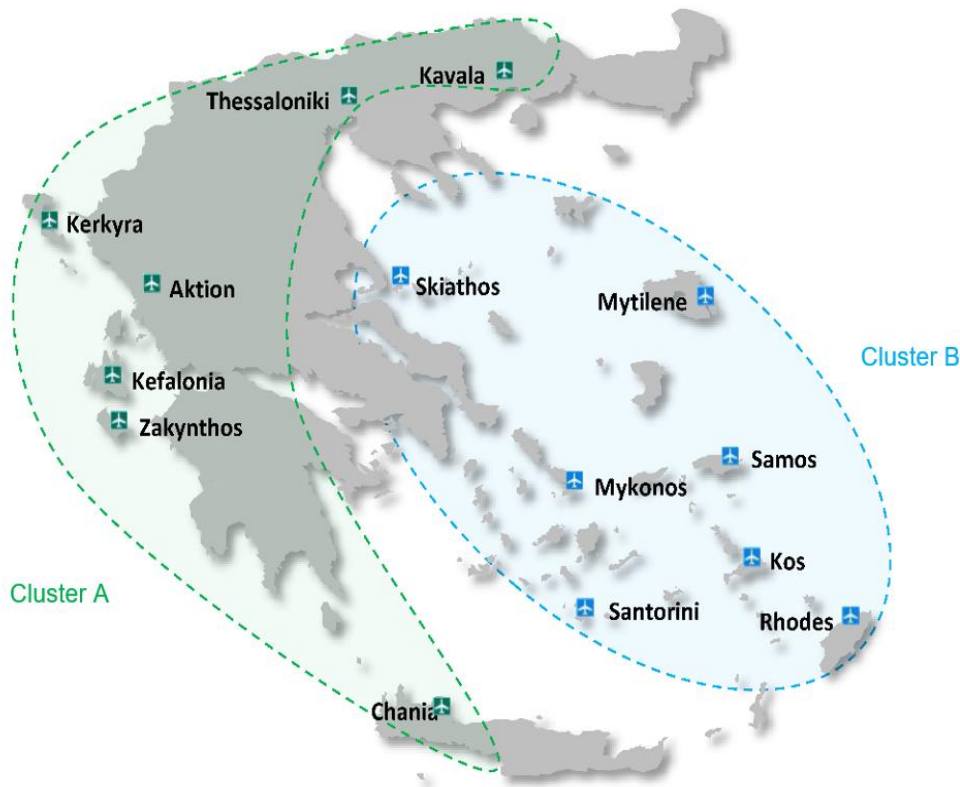 Kavala
Thessaloniki
Kerkyra
Aktion
Skiathos
Mytilene
Cluster B
Kefalonia
Zakynthos
Samos
Mykonos
Kos
Cluster A
Santorini
Rhodes
Chania